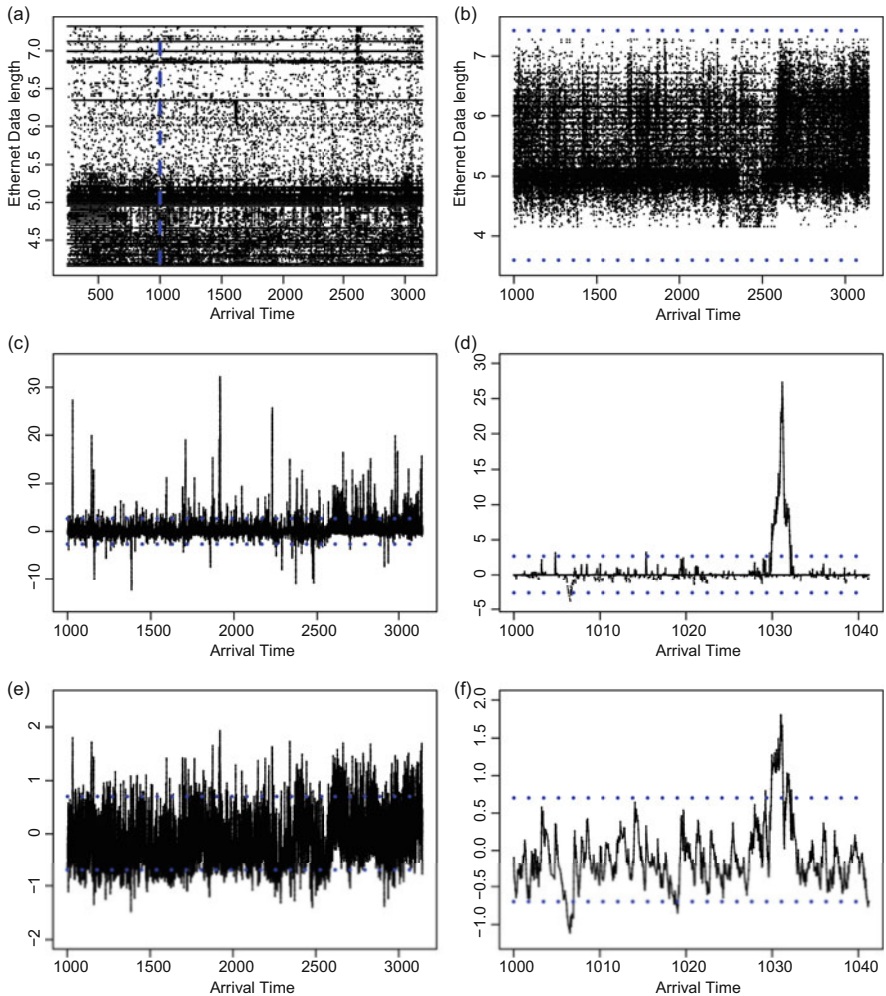 (a)
Ethernet Data length
7.0
6.5
6.0
5.5
5.0
4.5
500 1000 1500 2000 2500 3000
Arrival Time
(b)
Ethernet Data length
7
6
5
4
1000 1500 2000 2500 3000
Arrival Time
(c)
30
20
10
0
−10
1000 1500 2000 2500 3000
Arrival Time
(d)
30
25
20
15
10
5
0
−5
1000 1010 1020 1030 1040
Arrival Time
(e)
2
1
0
−1
−2
1000 1500 2000 2500 3000
Arrival Time
(f)
2.0
1.5
1.0
0.5
0.0
−0.5
−1.0
1000 1010 1020 1030 1040
Arrival Time